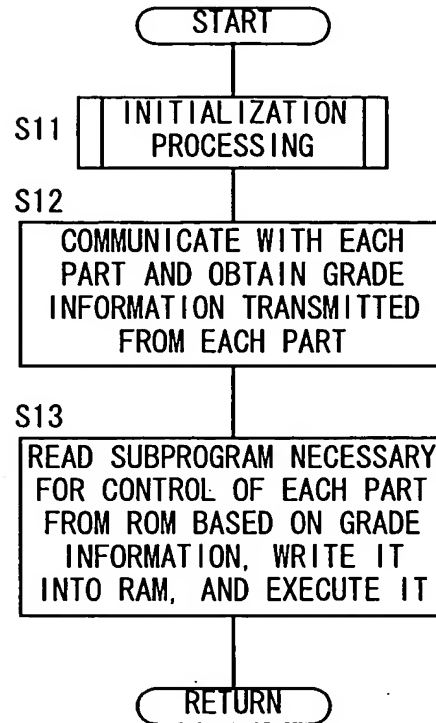 START
S11
INITIALIZATION
PROCESSING
S12
COMMUNICATE WITH EACH
PART AND OBTAIN GRADE
INFORMATION TRANSMITTED
FROM EACH PART
S13
READ SUBPROGRAM NECESSARY
FOR CONTROL OF EACH PART
FROM ROM BASED ON GRADE
INFORMATION, WRITE IT
INTO RAM, AND EXECUTE IT
RETURN